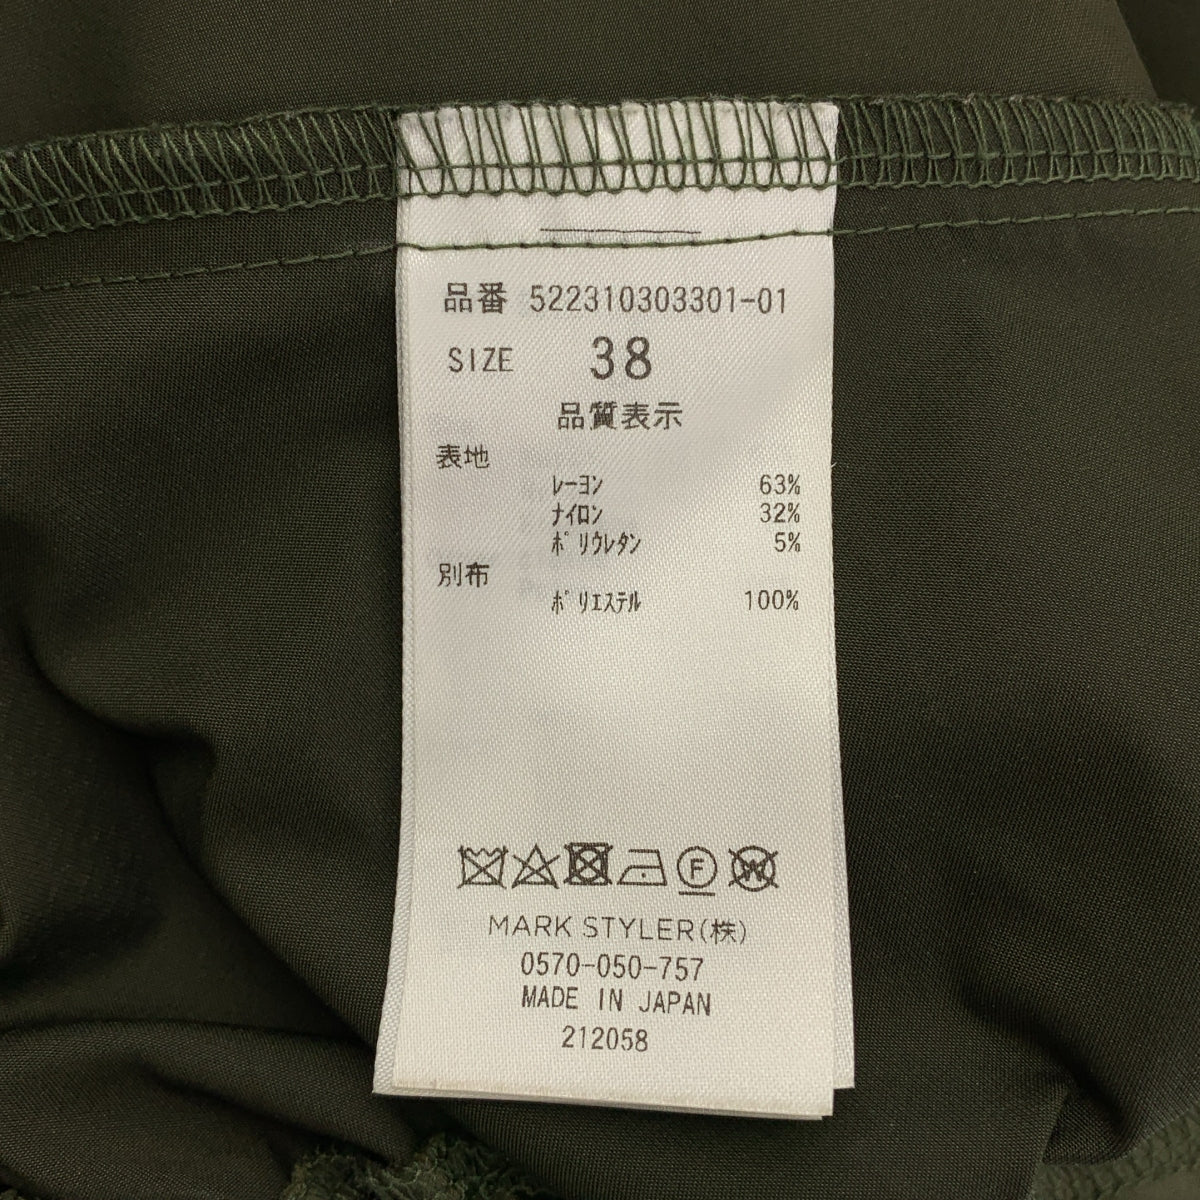 品番 522310303301-01
SIZE 38
品質表示
表地
ﾚｰﾖﾝ 63%
ﾅｲﾛﾝ 32%
ﾎﾟﾘｳﾚﾀﾝ 5%
別布
ﾎﾟﾘｴｽﾃﾙ 100%
F W
MARK STYLER(株)
0570-050-757
MADE IN JAPAN
212058